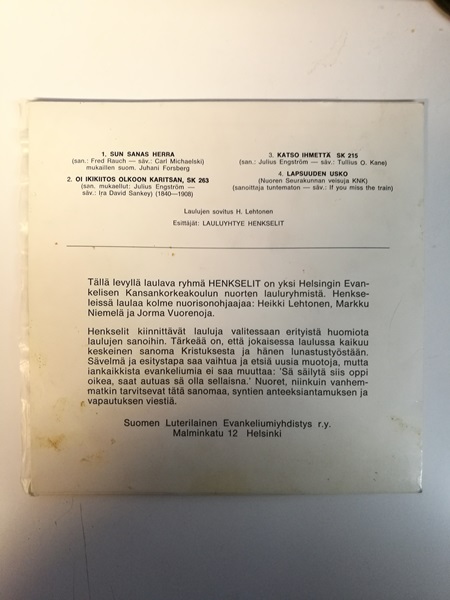 1. SUN SANAS HERRA
(san.: Fred Rauch — säv.: Carl Michaelski)
mukaillen suom. Juhani Forsberg
2. OI IKIKIITOS OLKOON KARITSAN, SK 263
(san. mukaellut: Julius Engström —
säv.: Ira David Sankey) (1840—1908)
3. KATSO IHMETTÄ SK 215
(san.: Julius Engström — säv.: Tullius O. Kane)
4. LAPSUUDEN USKO
(Nuoren Seurakunnan veisuja KNK)
(sanoittaja tuntematon — säv.: If you miss the train)
Laulujen sovitus H. Lehtonen
Esittäjät: LAULUYHTYE HENKSELIT
Tällä levyllä laulava ryhmä HENKSELIT on yksi Helsingin Evan-
kelisen Kansankorkeakoulun nuorten lauluryhmistä. Henkse-
leissä laulaa kolme nuorisonohjaajaa: Heikki Lehtonen, Markku
Niemelä ja Jorma Vuorenoja.
Henkselit kiinnittävät lauluja valitessaan erityistä huomiota
laulujen sanoihin. Tärkeää on, että jokaisessa laulussa kaikuu
keskeinen sanoma Kristuksesta ja hänen lunastustyöstään.
Sävelmä ja esitystapa saa vaihtua ja etsiä uusia muotoja, mutta
iankaikkista evankeliumia ei saa muuttaa: 'Sä säilytä siis oppi
oikea, saat autuas sä olla sellaisna.' Nuoret, niinkuin vanhem-
matkin tarvitsevat tätä sanomaa, syntien anteeksiantamuksen ja
vapautuksen viestiä.
Suomen Luterilainen Evankeliumiyhdistys r.y.
Malminkatu 12 Helsinki